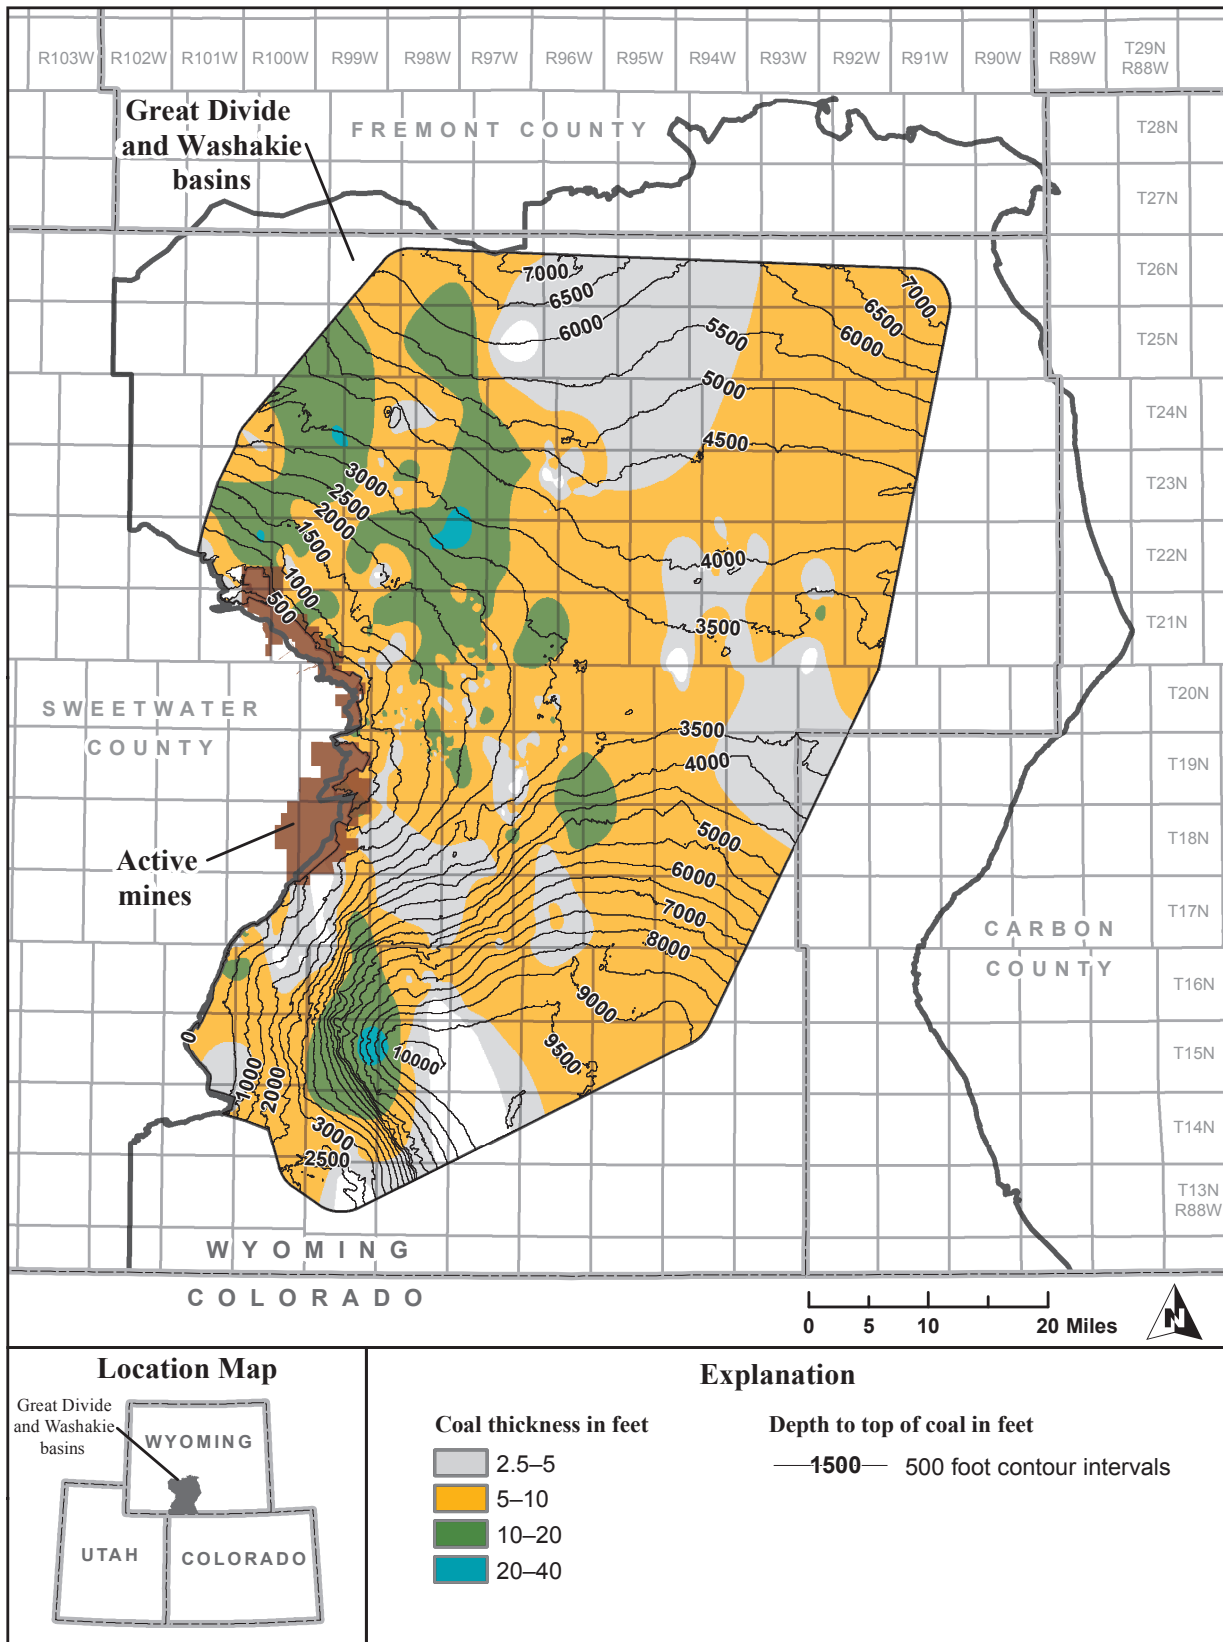 R103W R102W R101W R100W R99W R98W R97W R96W R95W R94W R93W R92W R91W R90W R89W T29N
R88W
Great Divide
and Washakie
basins
FREMONT COUNTY
T28N
T27N
T26N
T25N
T24N
T23N
T22N
T21N
T20N
T19N
T18N
T17N
T16N
T15N
T14N
T13N
R88W
7000
6500
6000
5500
5000
4500
7000
6500
6000
3000
2500
2000
1500
1000
500
4000
3500
SWEETWATER
COUNTY
3500
4000
5000
6000
7000
8000
9000
9500
10000
Active
mines
CARBON
COUNTY
0
1000
2000
3000
2500
WYOMING
COLORADO
0 5 10 20 Miles
N
Location Map
Great Divide
and Washakie
basins
WYOMING
UTAH
COLORADO
Explanation
Coal thickness in feet
2.5–5
5–10
10–20
20–40
Depth to top of coal in feet
1500 500 foot contour intervals